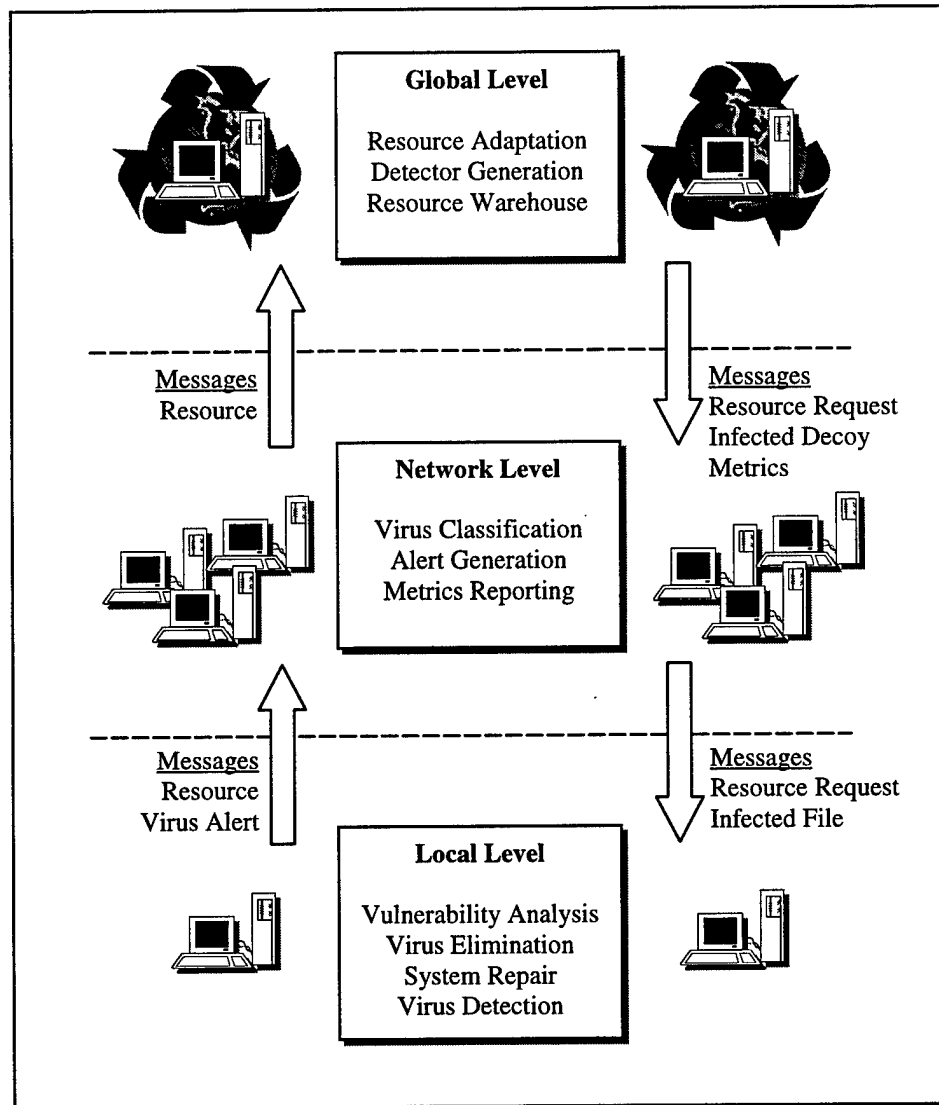 Global Level
Resource Adaptation
Detector Generation
Resource Warehouse
Messages
Resource
Messages
Resource Request
Infected Decoy
Metrics
Network Level
Virus Classification
Alert Generation
Metrics Reporting
Messages
Resource
Virus Alert
Messages
Resource Request
Infected File
Local Level
Vulnerability Analysis
Virus Elimination
System Repair
Virus Detection